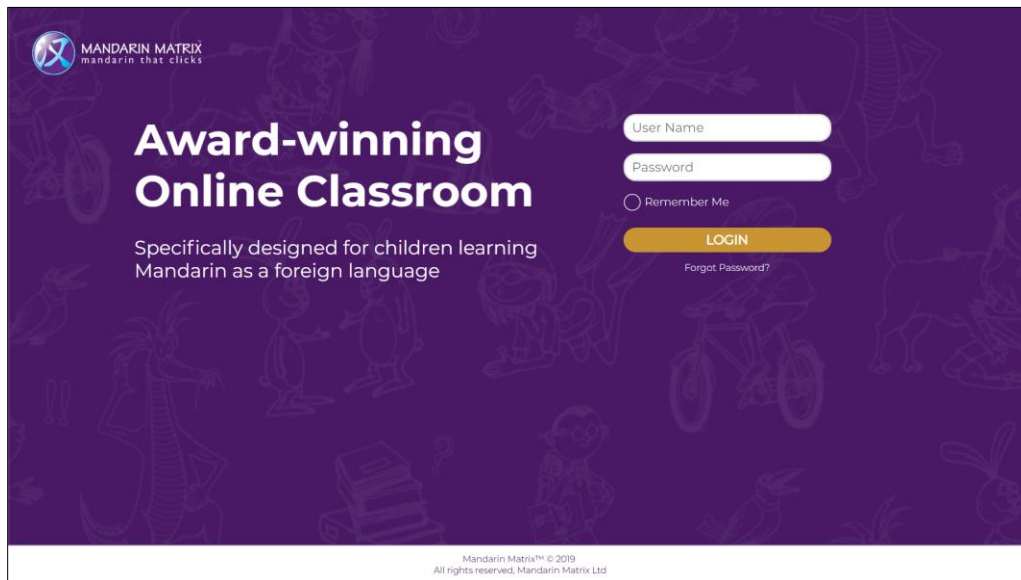 MANDARIN MATRIX™
mandarin that clicks
Award-winning
Online Classroom
Specifically designed for children learning
Mandarin as a foreign language
User Name
Password
Remember Me
LOGIN
Forgot Password?
!!
?
Mandarin Matrix™ © 2019
All rights reserved, Mandarin Matrix Ltd